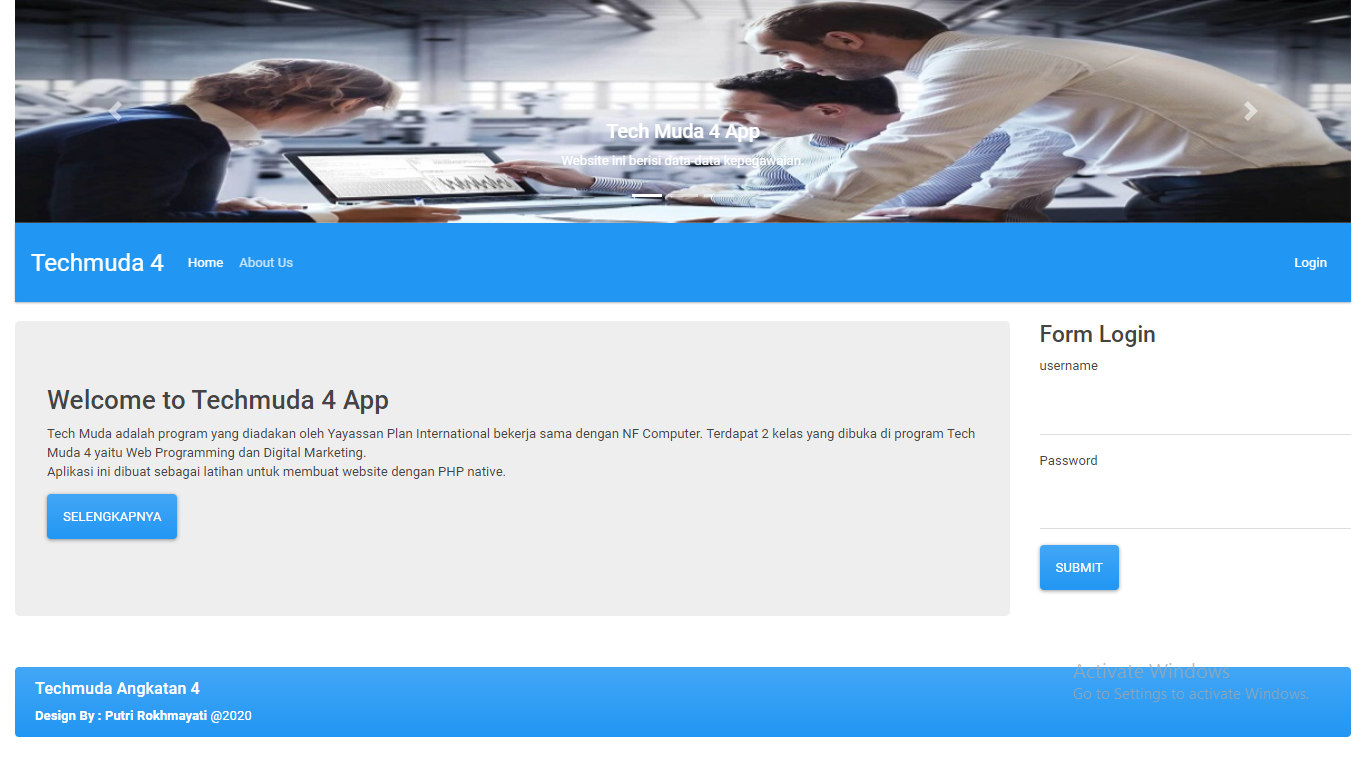 Tech Muda 4 App
Website ini berisi data-data kepegawaian.
Techmuda 4 Home About Us Login
Welcome to Techmuda 4 App
Tech Muda adalah program yang diadakan oleh Yayassan Plan International bekerja sama dengan NF Computer. Terdapat 2 kelas yang dibuka di program Tech
Muda 4 yaitu Web Programming dan Digital Marketing.
Aplikasi ini dibuat sebagai latihan untuk membuat website dengan PHP native.
SELENGKAPNYA
Form Login
username
Password
SUBMIT
Techmuda Angkatan 4
Design By : Putri Rokhmayati @2020
Activate Windows
Go to Settings to activate Windows.